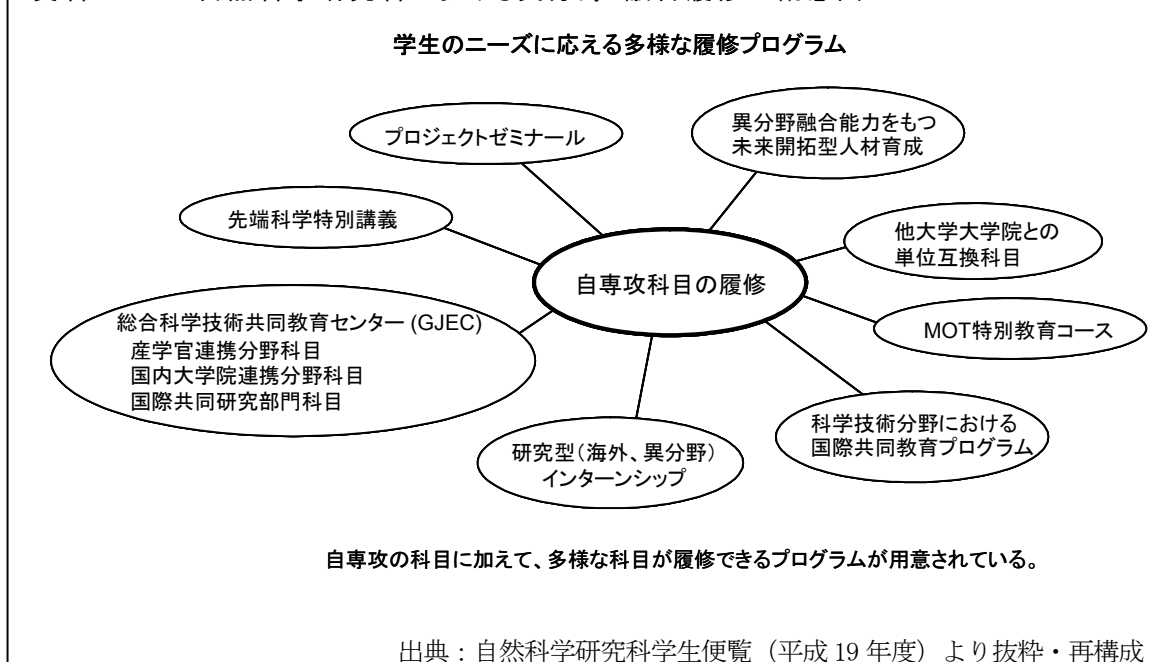 学生のニーズに応える多様な履修プログラム
プロジェクトゼミナール
異分野融合能力をもつ
未来開拓型人材育成
先端科学特別講義
他大学大学院との
単位互換科目
自専攻科目の履修
総合科学技術共同教育センター (GJEC)
産学官連携分野科目
国内大学院連携分野科目
国際共同研究部門科目
MOT特別教育コース
科学技術分野における
国際共同教育プログラム
研究型(海外、異分野)
インターンシップ
自専攻の科目に加えて、多様な科目が履修できるプログラムが用意されている。
出典:自然科学研究科学生便覧(平成 19 年度)より抜粋・再構成